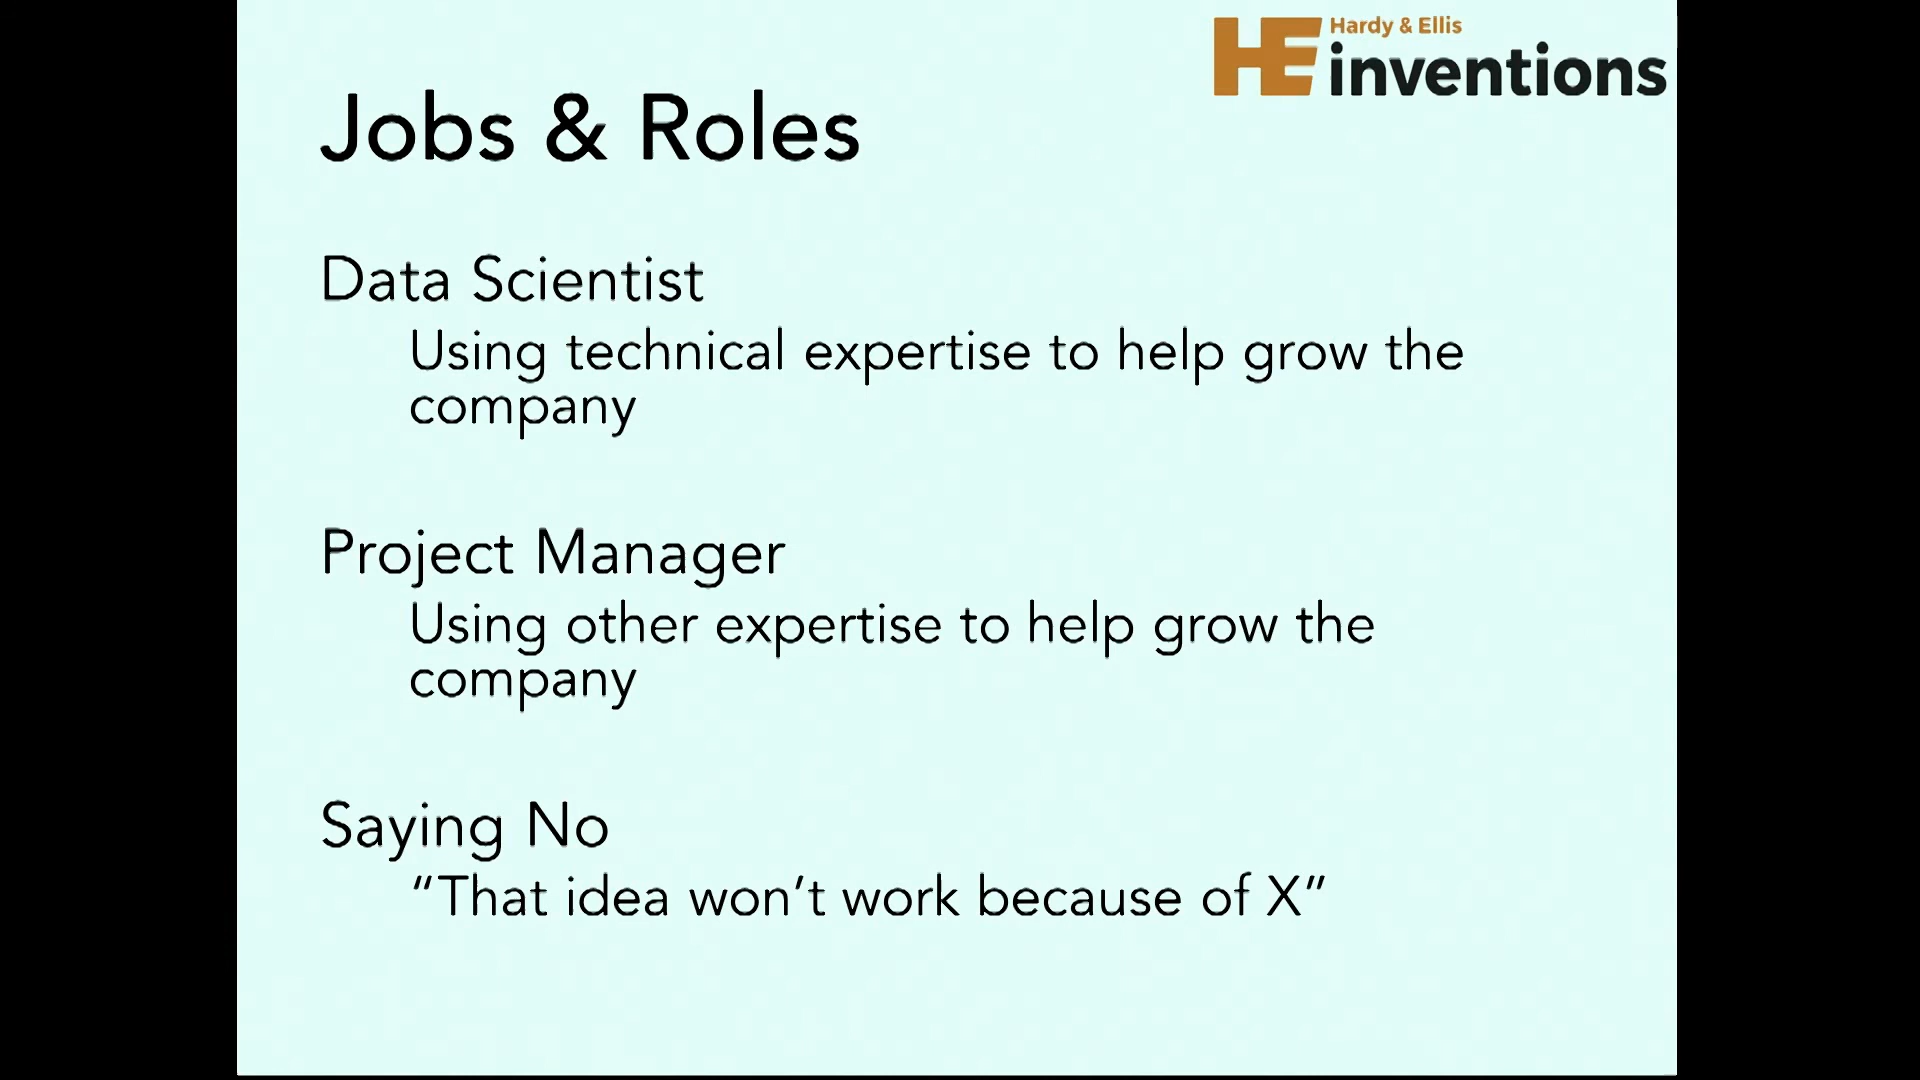 Hardy & Ellis
HE inventions
Jobs & Roles
Data Scientist
Using technical expertise to help grow the
company
Project Manager
Using other expertise to help grow the
company
Saying No
“That idea won’t work because of X”